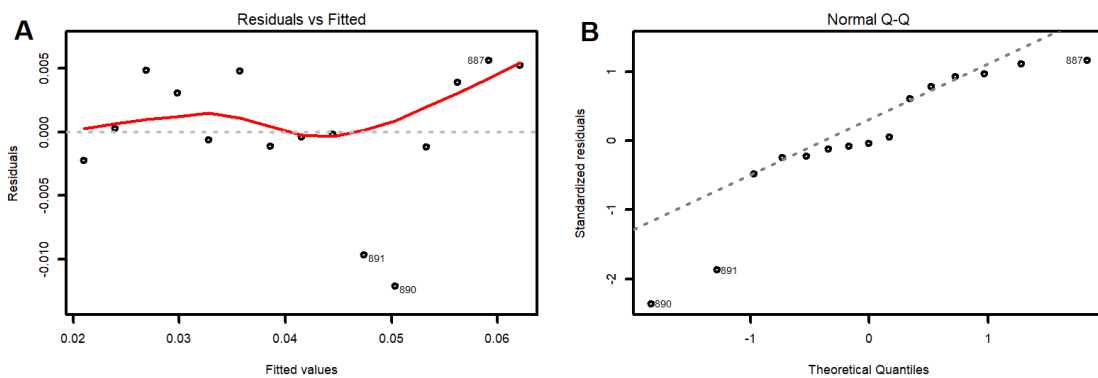 A
Residuals vs Fitted
Residuals
0.005
0.000
-0.005
-0.010
887
891
890
0.02 0.03 0.04 0.05 0.06
Fitted values
B
Normal Q-Q
Standardized residuals
1
0
-1
-2
887
891
890
-1 0 1
Theoretical Quantiles